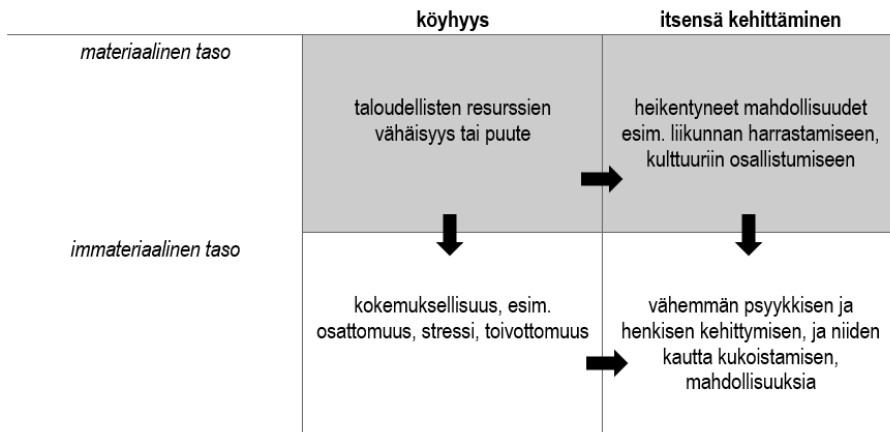 köyhyys
itsensä kehittäminen
materiaalinen taso
taloudellisten resurssien
vähäisyys tai puute
heikentyneet mahdollisuudet
esim. liikunnan harrastamiseen,
kulttuuriin osallistumiseen
immateriaalinen taso
kokemuksellisuus, esim.
osattomuus, stressi, toivottomuus
vähemmän psyykkisen ja
henkisen kehittymisen, ja niiden
kautta kukoistamisen,
mahdollisuuksia